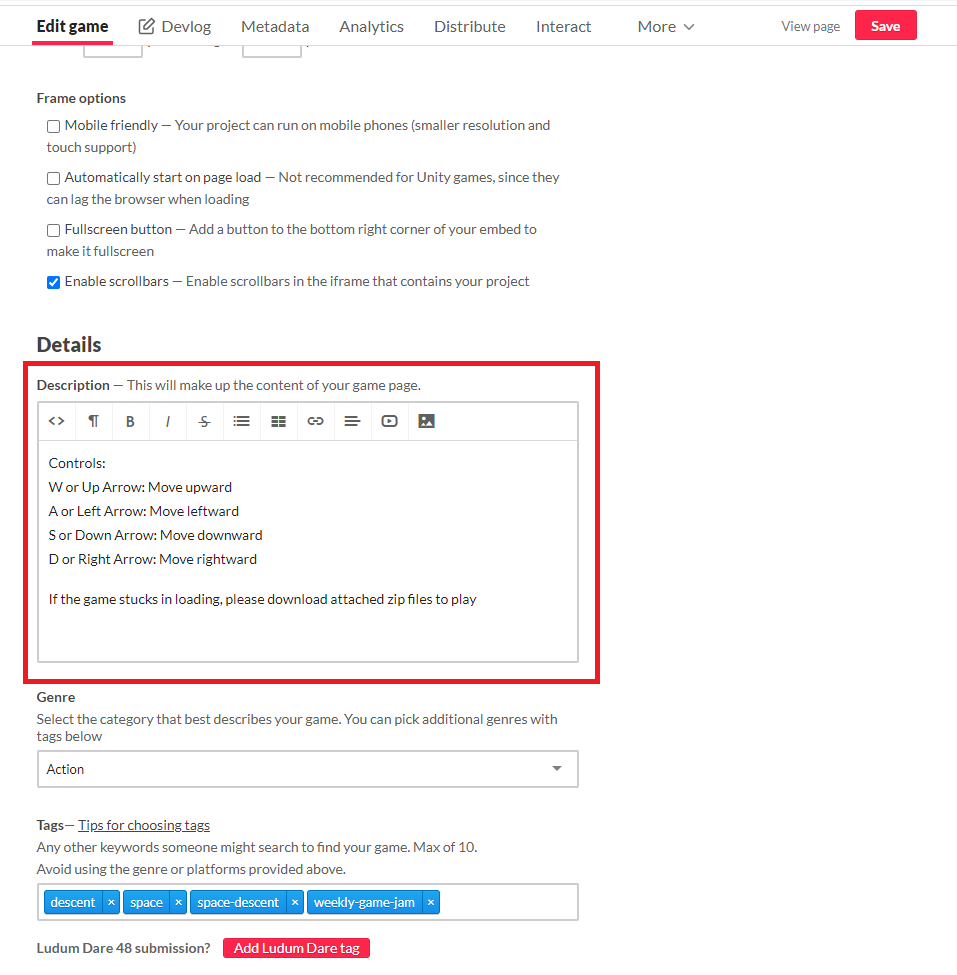 Edit game Devlog Metadata Analytics Distribute Interact More View page Save
Frame options
Mobile friendly — Your project can run on mobile phones (smaller resolution and
touch support)
Automatically start on page load — Not recommended for Unity games, since they
can lag the browser when loading
Fullscreen button — Add a button to the bottom right corner of your embed to
make it fullscreen
Enable scrollbars — Enable scrollbars in the iframe that contains your project
Details
Description — This will make up the content of your game page.
Controls:
W or Up Arrow: Move upward
A or Left Arrow: Move leftward
S or Down Arrow: Move downward
D or Right Arrow: Move rightward
If the game stucks in loading, please download attached zip files to play
Genre
Select the category that best describes your game. You can pick additional genres with
tags below
Action
Tags— Tips for choosing tags
Any other keywords someone might search to find your game. Max of 10.
Avoid using the genre or platforms provided above.
descent × space × space-descent × weekly-game-jam ×
Ludum Dare 48 submission? Add Ludum Dare tag